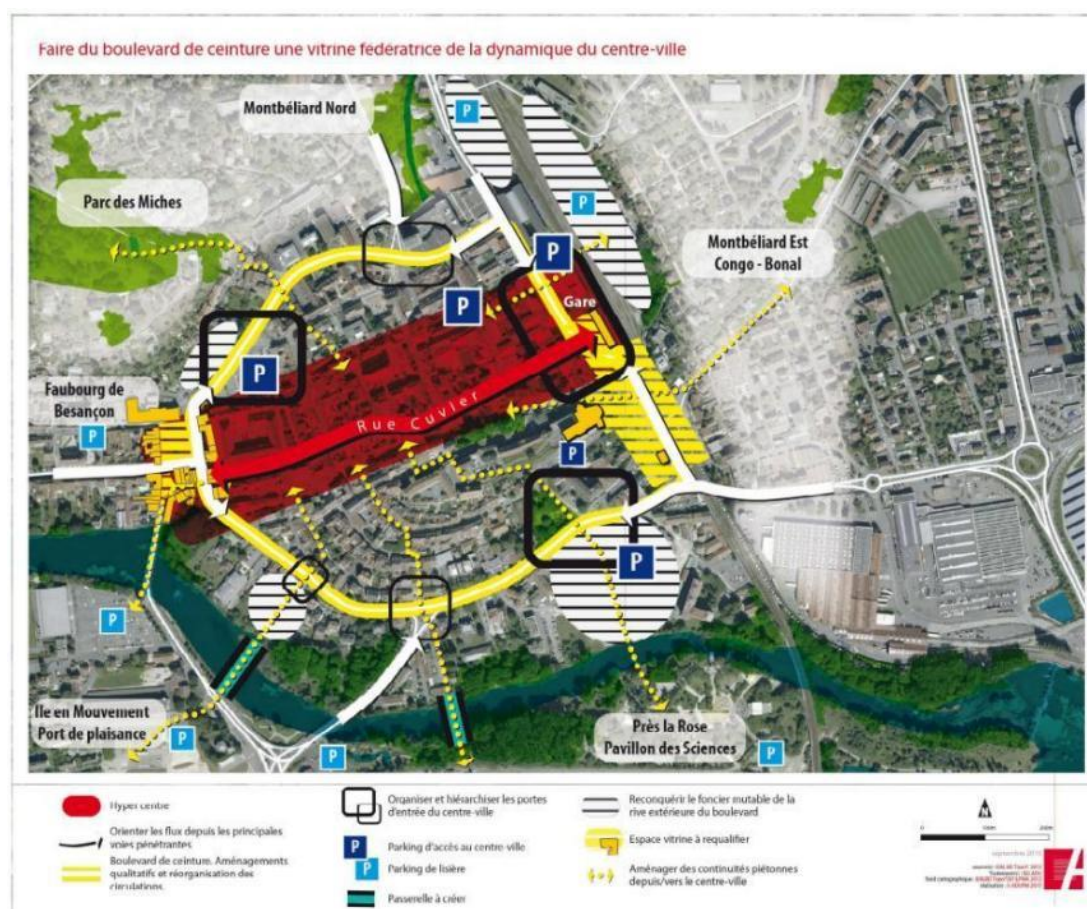 Faire du boulevard de ceinture une vitrine fédératrice de la dynamique du centre-ville
Montbéliard Nord
P
P
Parc des Miches
Montbéliard Est
Congo - Bonal
P
P
Gare
P
Faubourg de
Besançon
P
Rue Cuvier
P
P
P
Ile en Mouvement
Port de plaisance
P
P
Près la Rose
Pavillon des Sciences
P
Hyper centre
Orienter les flux depuis les principales
voies pénétrantes
Boulevard de ceinture. Aménagements
qualitatifs et réorganisation des
circulations.
Organiser et hiérarchiser les portes
d'entrée du centre-ville
P Parking d'accès au centre-ville
P Parking de lisière
Passerelle à créer
Reconquérir le foncier mutable de la
rive extérieure du boulevard
Espace vitrine à requalifier
Aménager des continuités piétonnes
depuis/vers le centre-ville
N
0 100m 200m